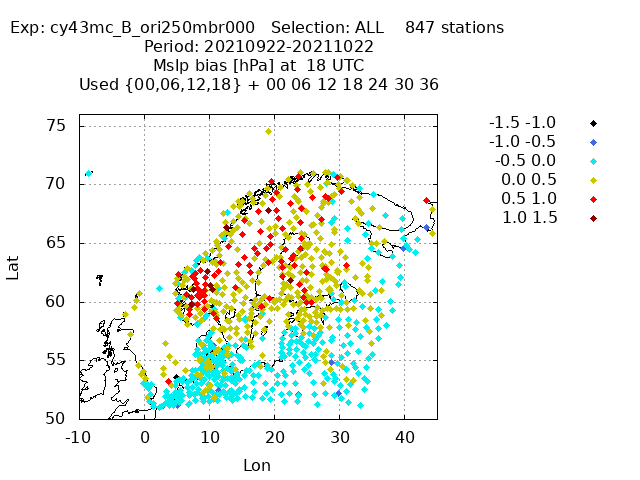 Exp: cy43mc_B_ori250mbr000   Selection: ALL    847 stations
Period: 20210922-20211022
Mslp bias [hPa] at  18 UTC
Used {00,06,12,18} + 00 06 12 18 24 30 36
75
70
65
60
55
50
Lat
-10 0 10 20 30 40
Lon
-1.5 -1.0
-1.0 -0.5
-0.5 0.0
0.0 0.5
0.5 1.0
1.0 1.5